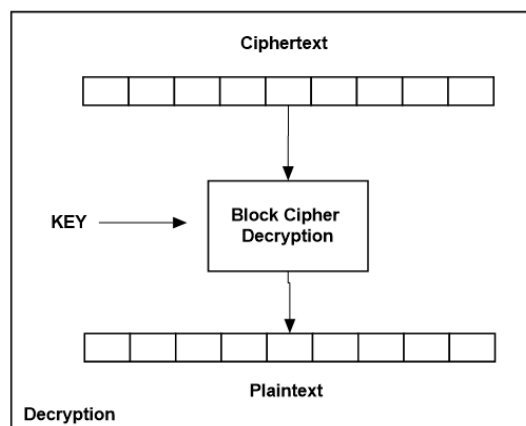 Ciphertext
KEY
Block Cipher
Decryption
Plaintext
Decryption